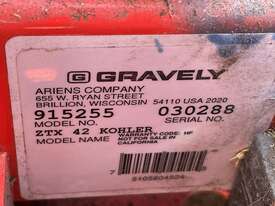 GRAVELY
ARIENS COMPANY
655 W. RYAN STREET
BRILLION, WISCONSIN 54110 USA 2020
915255 030288
MODEL NO. SERIAL NO.
ZTX 42 KOHLER
MODEL NAME WARRANTY CODE: HF
NOT FOR SALE IN
CALIFORNIA